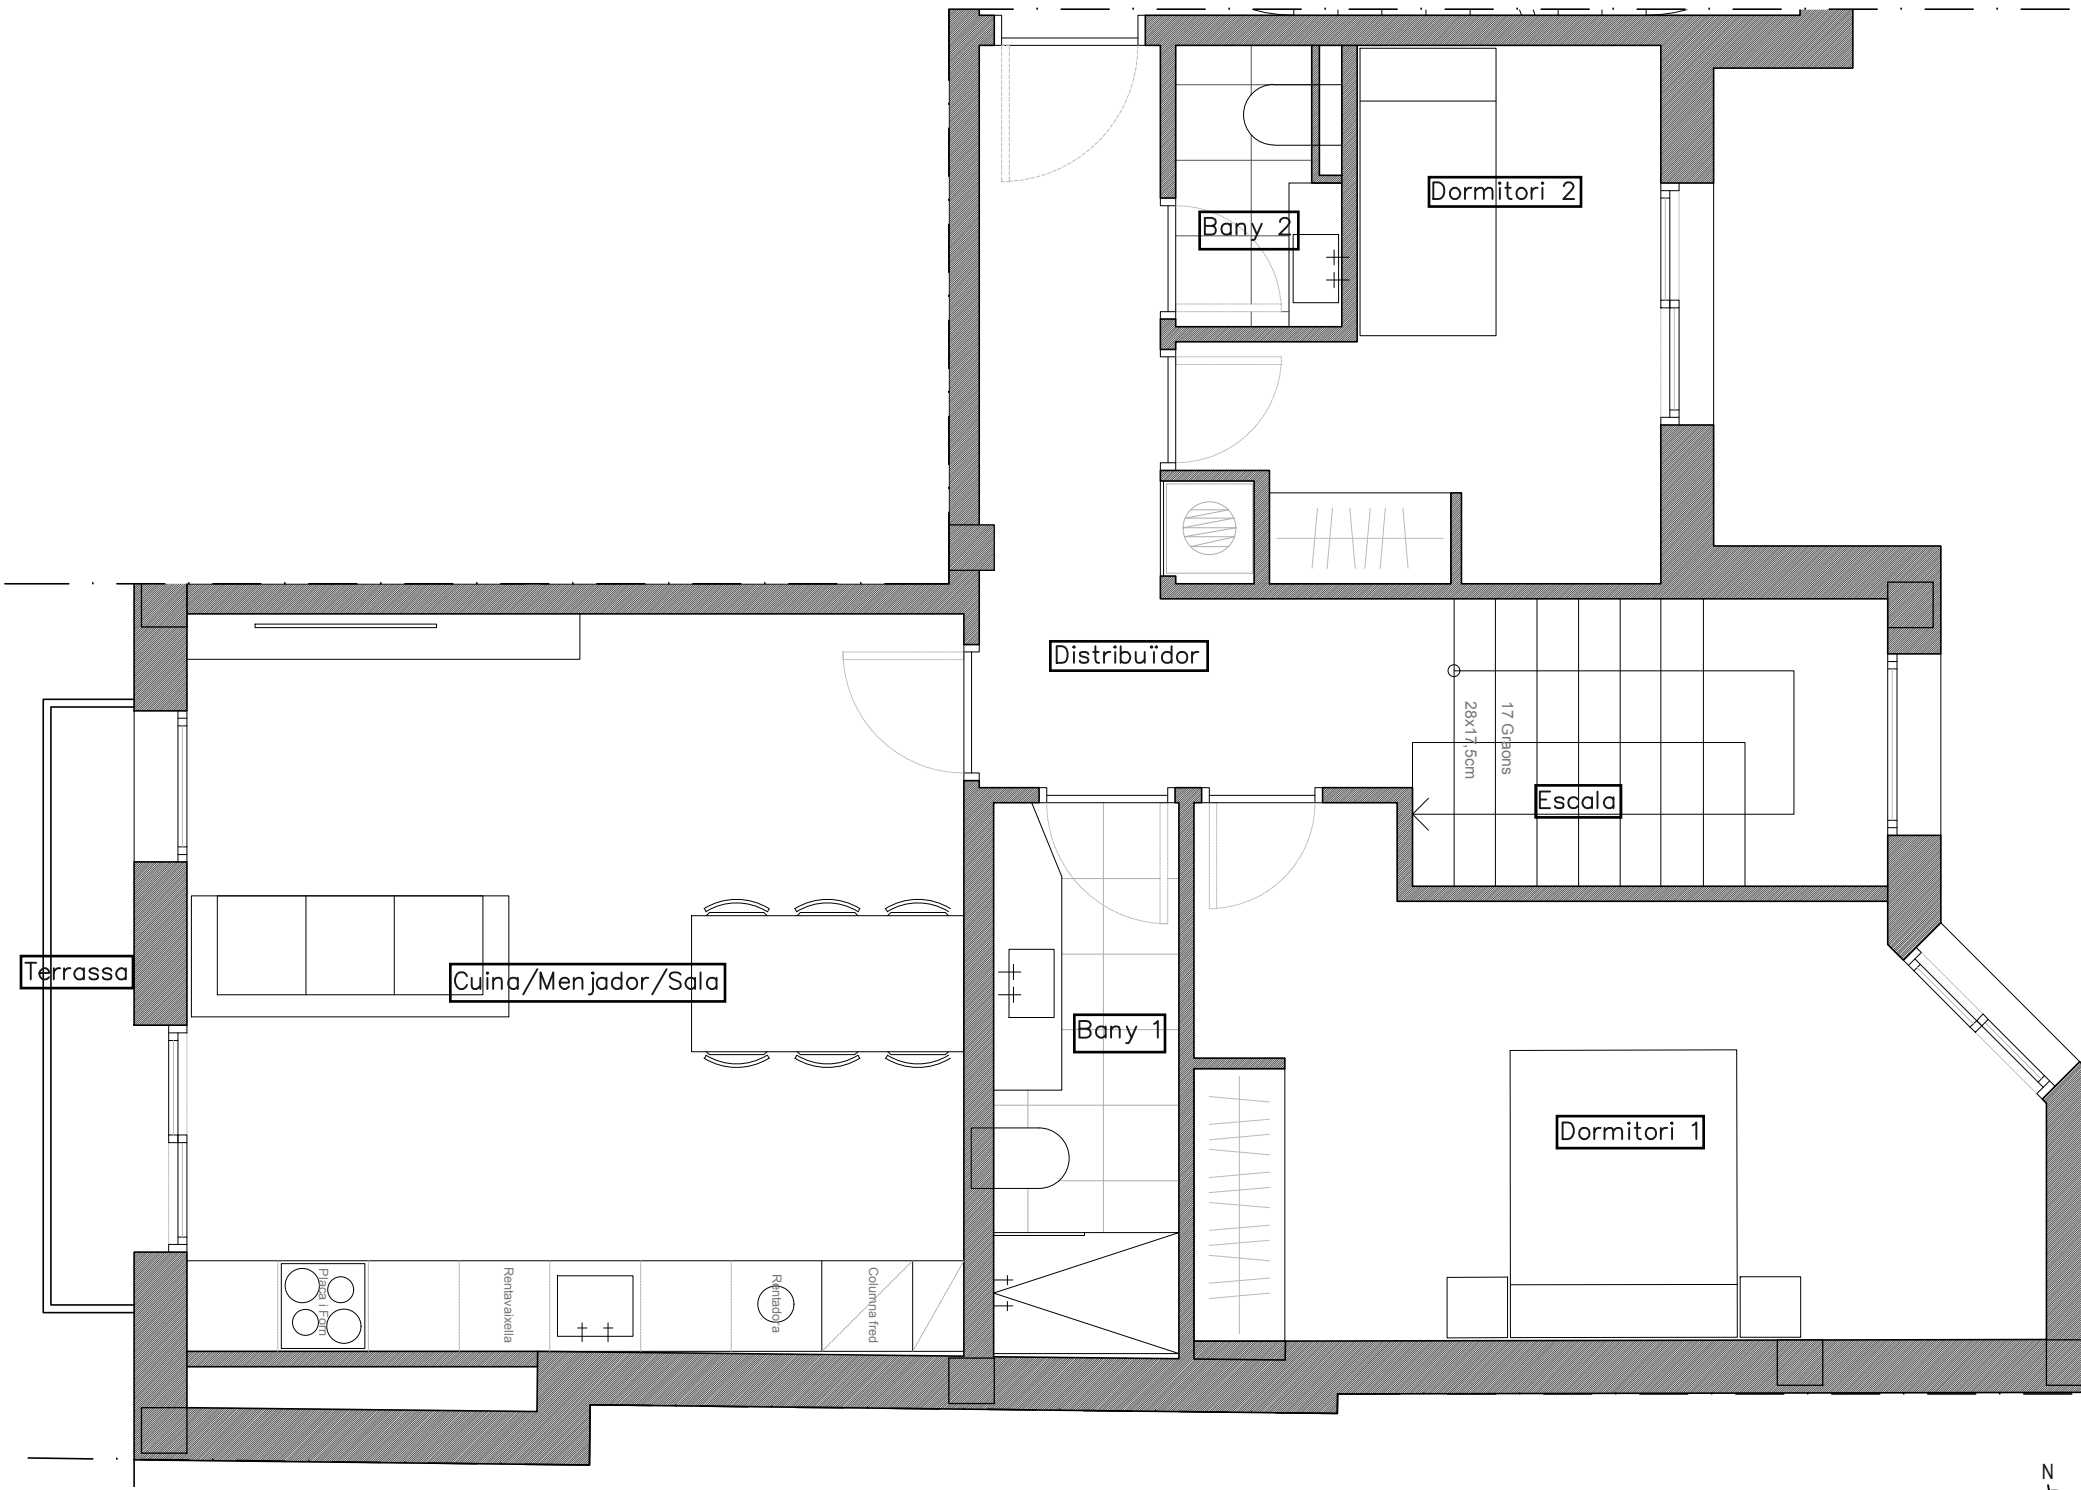 Dormitori 2
Bany 2
Distribuïdor
17 Graons
28x17,5cm
Escala
Terrassa
Cuina/Menjador/Sala
Bany 1
Dormitori 1
Placa i Forn
Rentavaixella
Rentadora
Columna fred
N